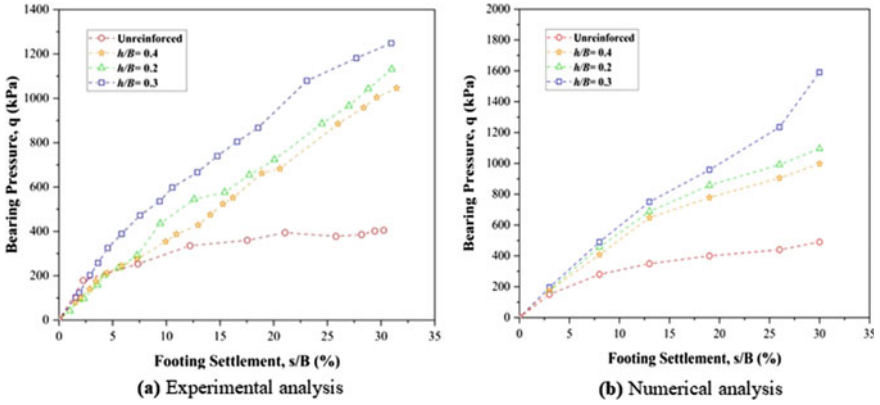 1400
1200
1000
800
600
400
200
0
Bearing Pressure, q (kPa)
Unreinforced
h/B= 0.4
h/B= 0.2
h/B= 0.3
0 5 10 15 20 25 30 35
Footing Settlement, s/B (%)
(a) Experimental analysis
2000
1800
1600
1400
1200
1000
800
600
400
200
0
Bearing Pressure, q (kPa)
Unreinforced
h/B= 0.4
h/B= 0.2
h/B= 0.3
0 5 10 15 20 25 30 35
Footing Settlement, s/B (%)
(b) Numerical analysis